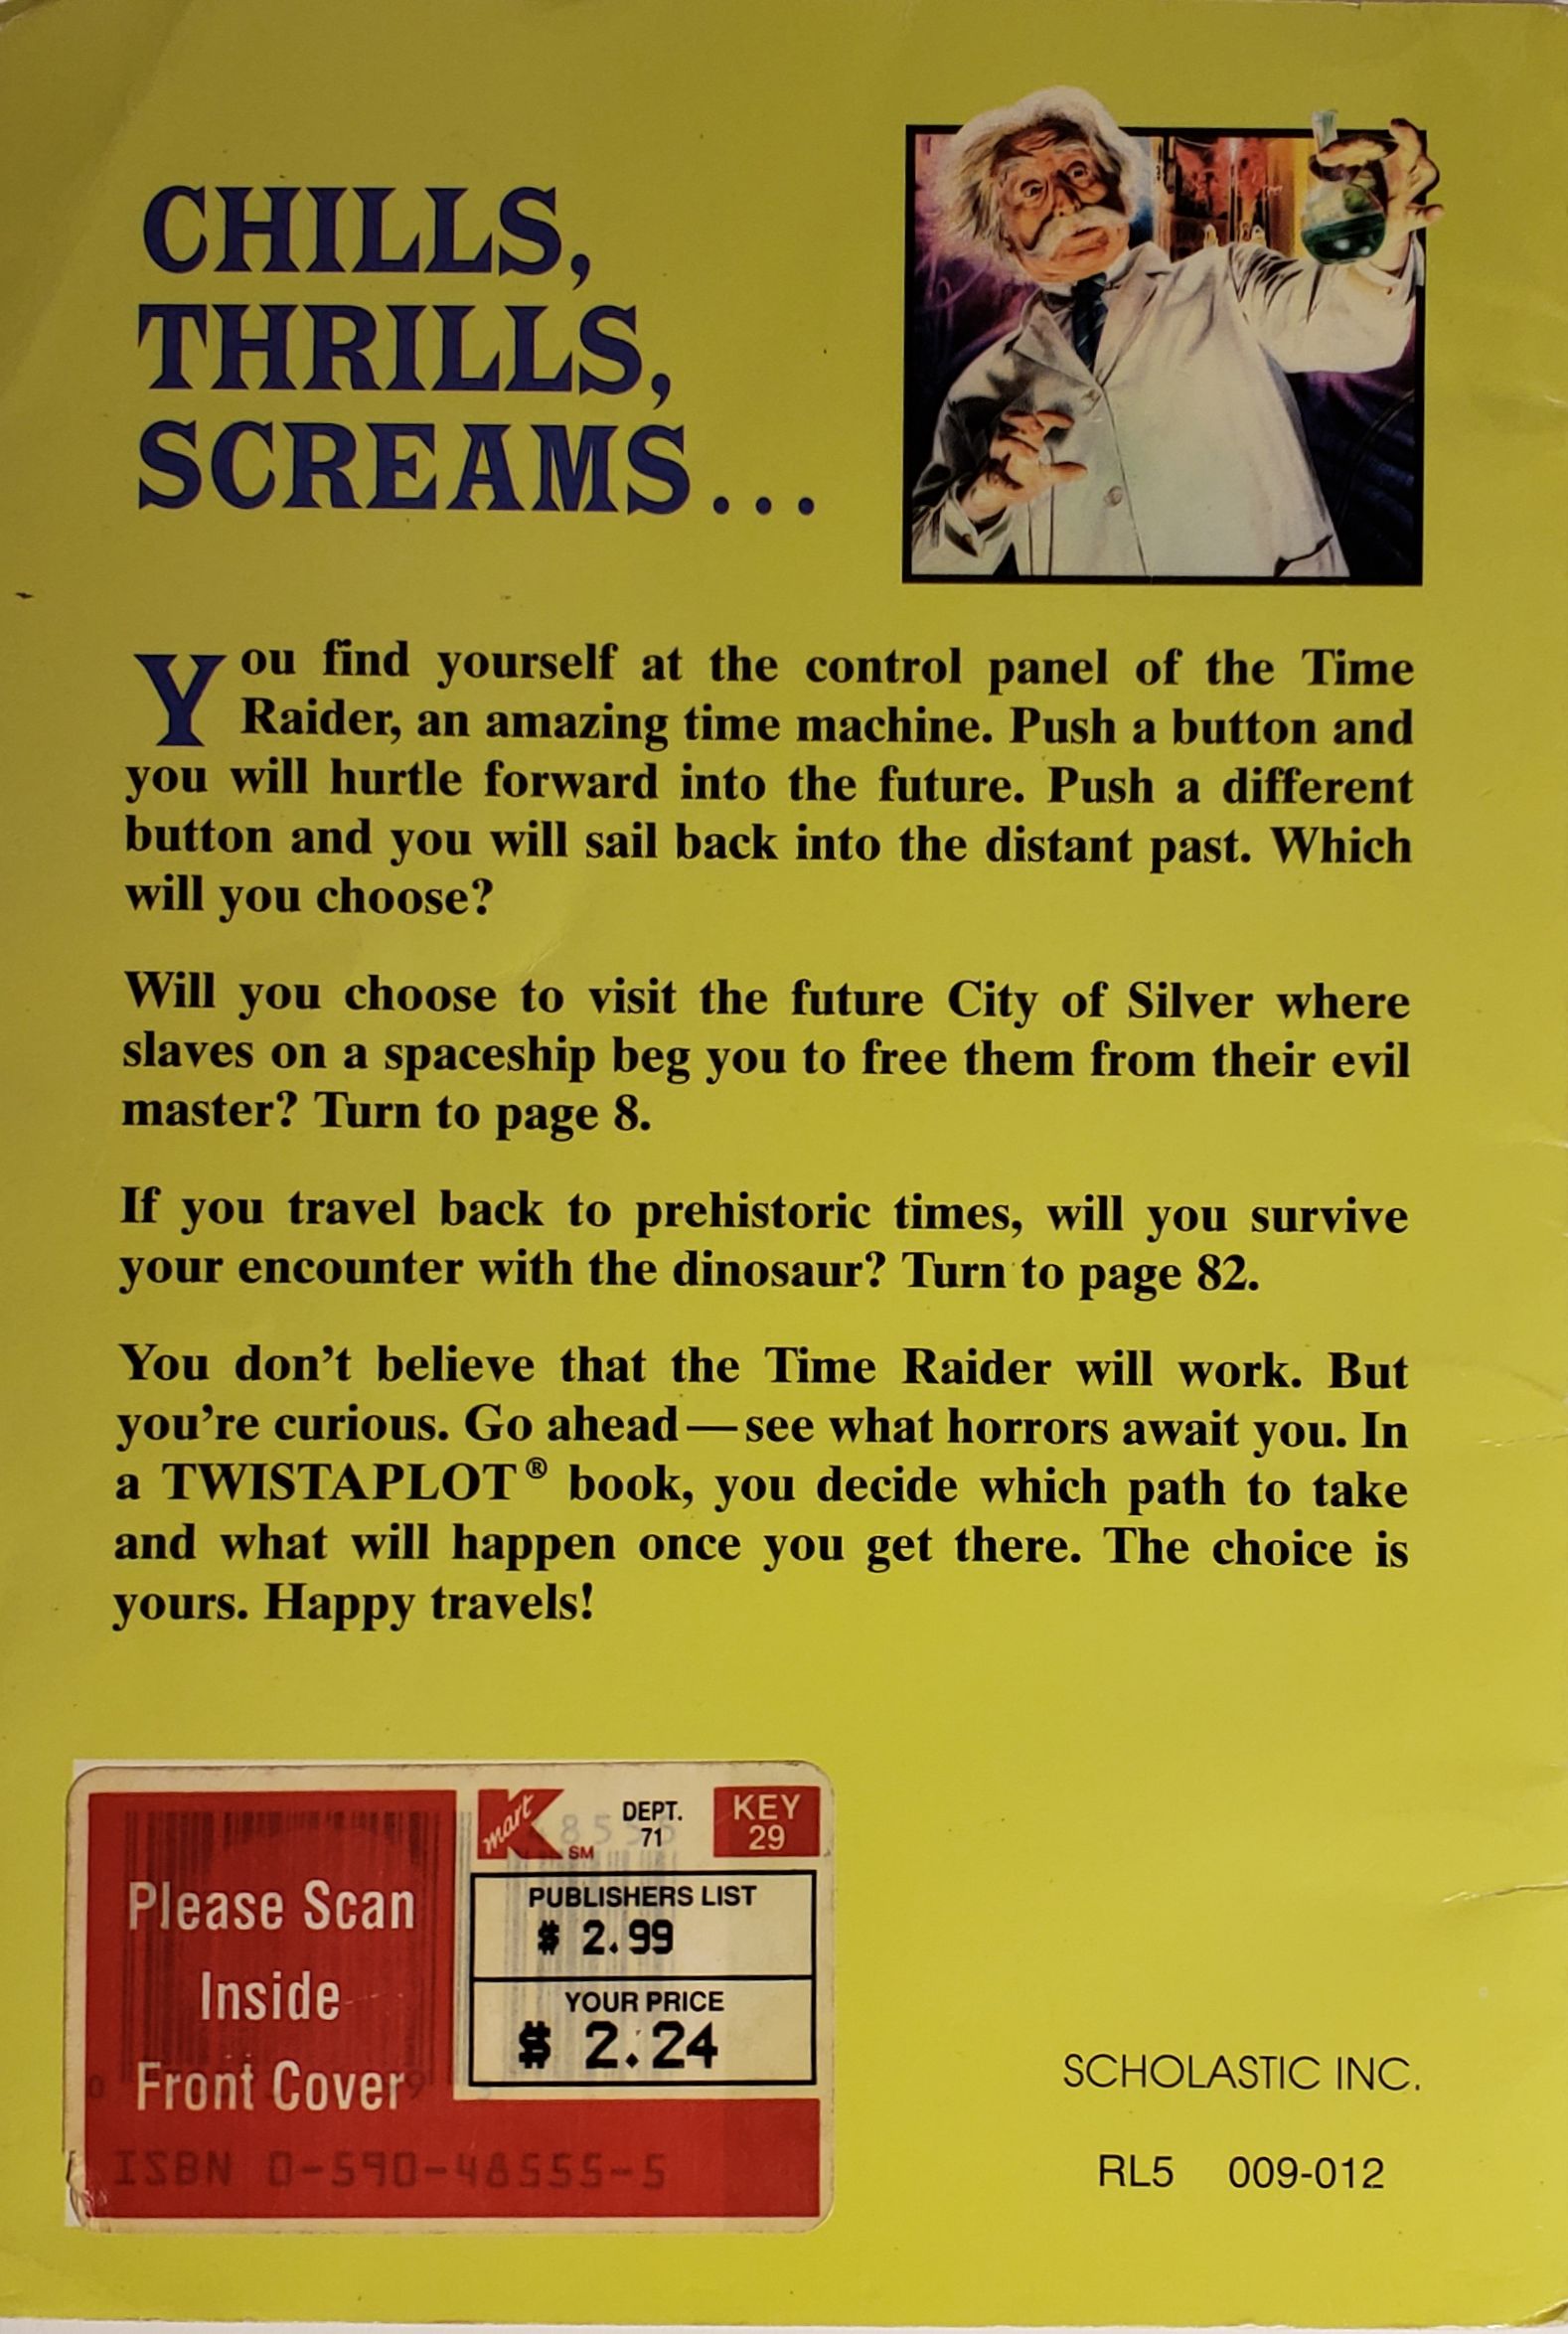 CHILLS,
THRILLS,
SCREAMS...
You find yourself at the control panel of the Time
Raider, an amazing time machine. Push a button and
you will hurtle forward into the future. Push a different
button and you will sail back into the distant past. Which
will you choose?
Will you choose to visit the future City of Silver where
slaves on a spaceship beg you to free them from their evil
master? Turn to page 8.
If you travel back to prehistoric times, will you survive
your encounter with the dinosaur? Turn to page 82.
You don't believe that the Time Raider will work. But
you're curious. Go ahead—see what horrors await you. In
a TWISTAPLOT® book, you decide which path to take
and what will happen once you get there. The choice is
yours. Happy travels!
Please Scan
Inside
Front Cover
ISBN 0-590-48555-5
K mart SM
DEPT.
71
KEY
29
PUBLISHERS LIST
$ 2.99
YOUR PRICE
$ 2.24
SCHOLASTIC INC.
RL5 009-012